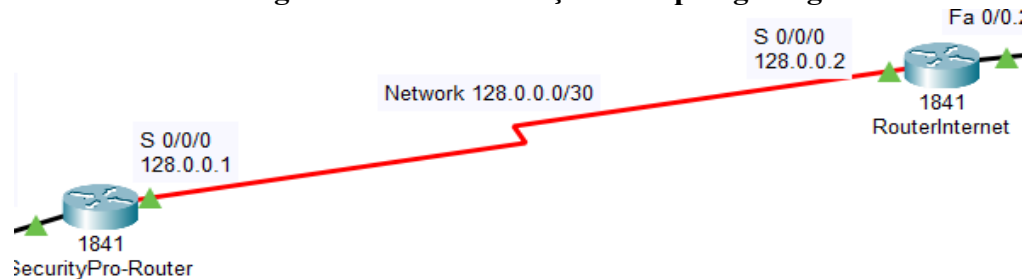 Fa 0/0.2
S 0/0/0
128.0.0.2
Network 128.0.0.0/30
1841
RouterInternet
S 0/0/0
128.0.0.1
1841
SecurityPro-Router